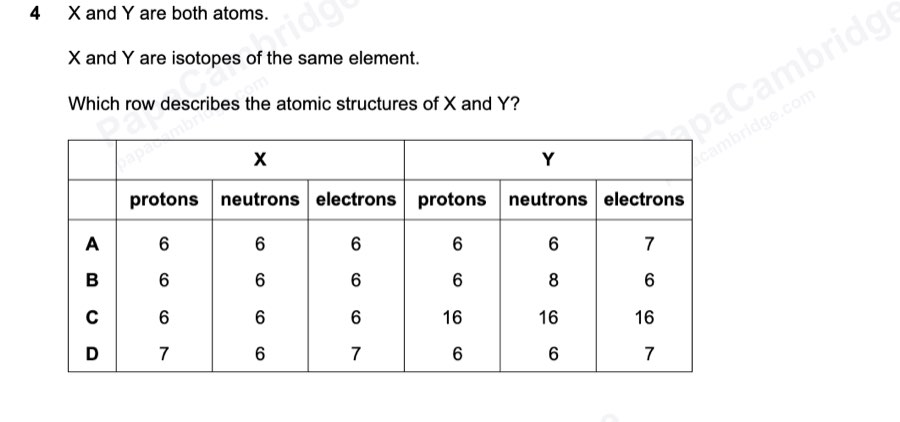 4 X and Y are both atoms.
X and Y are isotopes of the same element.
Which row describes the atomic structures of X and Y?
X Y
protons neutrons electrons protons neutrons electrons
A 6 6 6 6 6 7
B 6 6 6 6 8 6
C 6 6 6 16 16 16
D 7 6 7 6 6 7
PapaCambridge
papacambridge.com
PapaCambridge